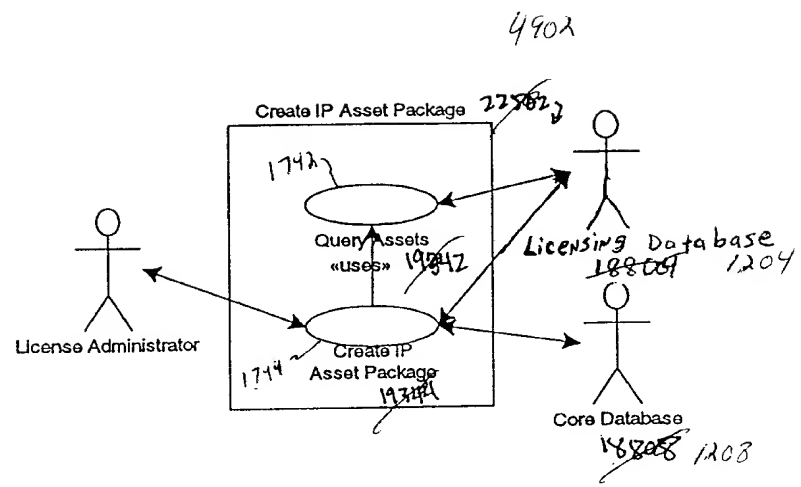 4902
Create IP Asset Package
1742
Query Assets
«uses»
Licensing Database
1204
License Administrator
1744
Create IP
Asset Package
Core Database
1208